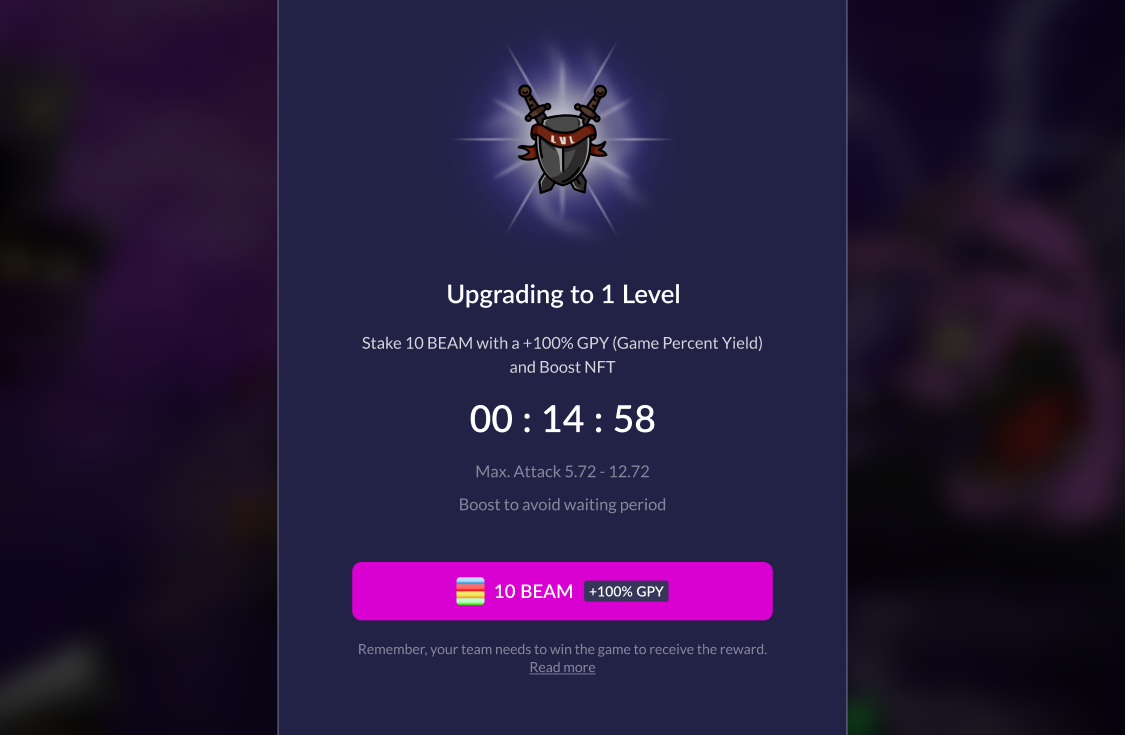 LVL
Upgrading to 1 Level
Stake 10 BEAM with a +100% GPY (Game Percent Yield)
and Boost NFT
00 : 14 : 58
Max. Attack 5.72 - 12.72
Boost to avoid waiting period
10 BEAM +100% GPY
Remember, your team needs to win the game to receive the reward.
Read more